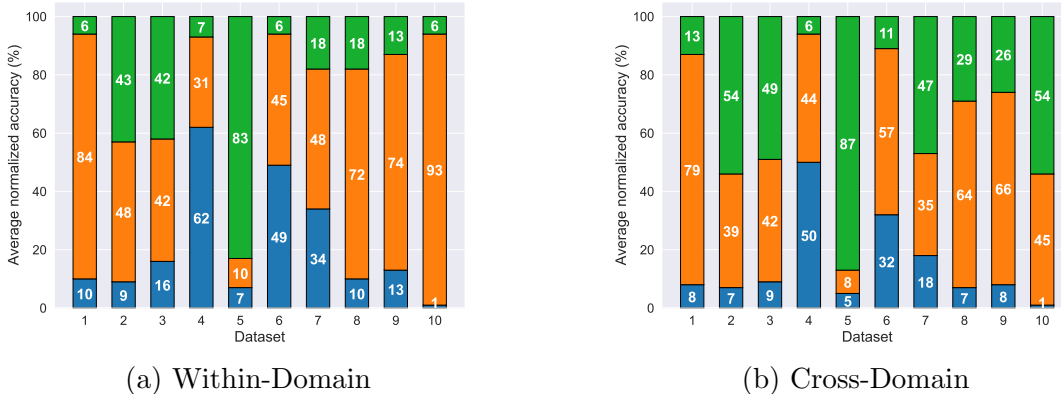 Average normalized accuracy (%)
100
80
60
40
20
0
6 43 42 7 83 6 18 18 13 6
84 48 42 31 10 45 48 72 74 93
10 9 16 62 7 49 34 10 13 1
1 2 3 4 5 6 7 8 9 10
Dataset
(a) Within-Domain
Average normalized accuracy (%)
100
80
60
40
20
0
13 54 49 6 87 11 47 29 26 54
79 39 42 44 8 57 35 64 66 45
8 7 9 50 5 32 18 7 8 1
1 2 3 4 5 6 7 8 9 10
Dataset
(b) Cross-Domain